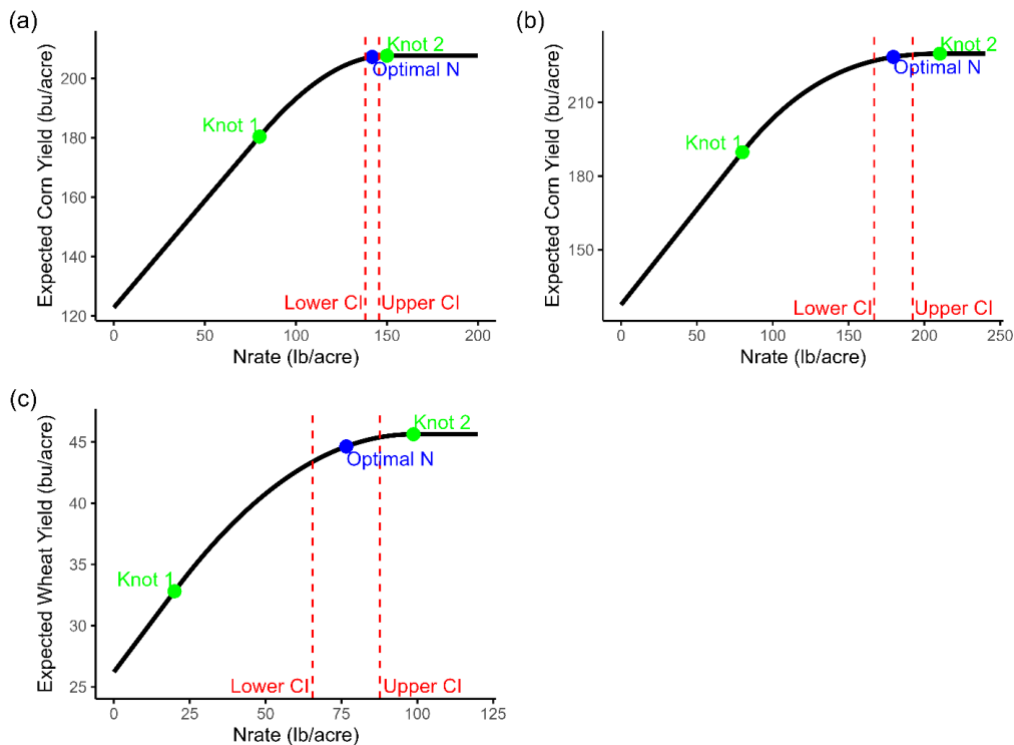 (a)
Expected Corn Yield (bu/acre)
200
180
160
140
120
Knot 1
Knot 2
Optimal N
Lower CI
Upper CI
0
50
100
150
200
Nrate (lb/acre)
(b)
Expected Corn Yield (bu/acre)
210
180
150
Knot 1
Knot 2
Optimal N
Lower CI
Upper CI
0
50
100
150
200
250
Nrate (lb/acre)
(c)
Expected Wheat Yield (bu/acre)
45
41
35
31
25
Knot 1
Knot 2
Optimal N
Lower CI
Upper CI
0
25
50
75
100
125
Nrate (lb/acre)